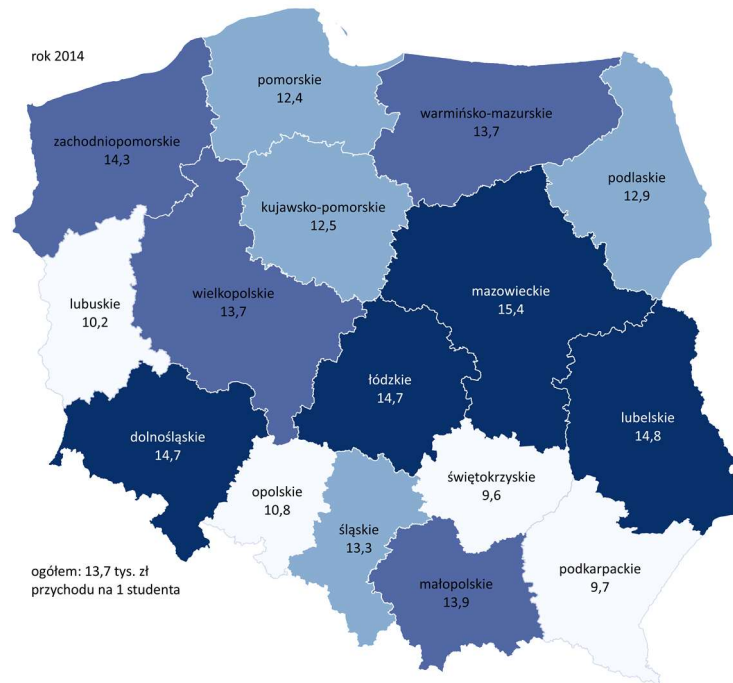 rok 2014
pomorskie
12,4
warmińsko-mazurskie
13,7
zachodniopomorskie
14,3
podlaskie
12,9
kujawsko-pomorskie
12,5
mazowieckie
15,4
wielkopolskie
13,7
lubuskie
10,2
łódzkie
14,7
lubelskie
14,8
dolnośląskie
14,7
świętokrzyskie
9,6
opolskie
10,8
śląskie
13,3
podkarpackie
9,7
małopolskie
13,9
ogółem: 13,7 tys. zł
przychodu na 1 studenta